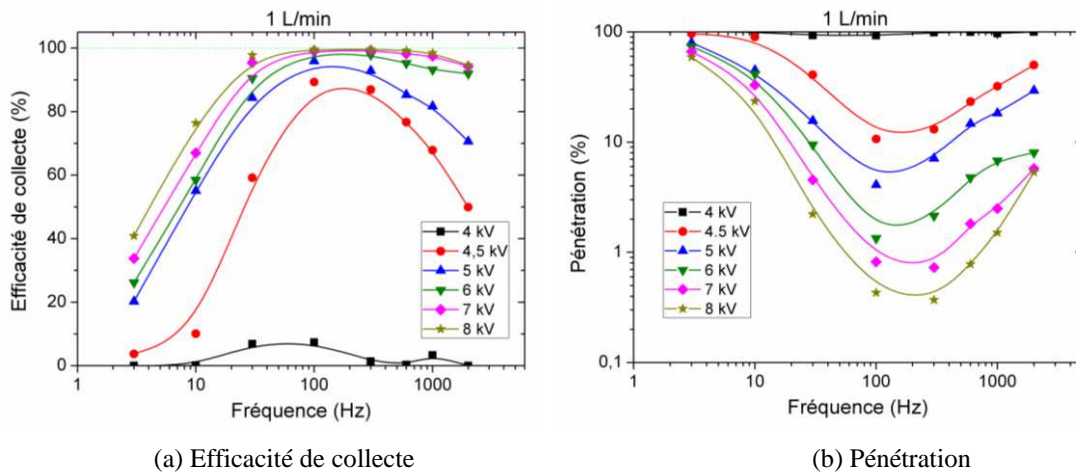 1 L/min
Efficacité de collecte (%)
100
80
60
40
20
0
4 kV
4,5 kV
5 kV
6 kV
7 kV
8 kV
1
10
100
1000
Fréquence (Hz)
(a) Efficacité de collecte
1 L/min
Pénétration (%)
100
10
1
0,1
4 kV
4.5 kV
5 kV
6 kV
7 kV
8 kV
1
10
100
1000
Fréquence (Hz)
(b) Pénétration